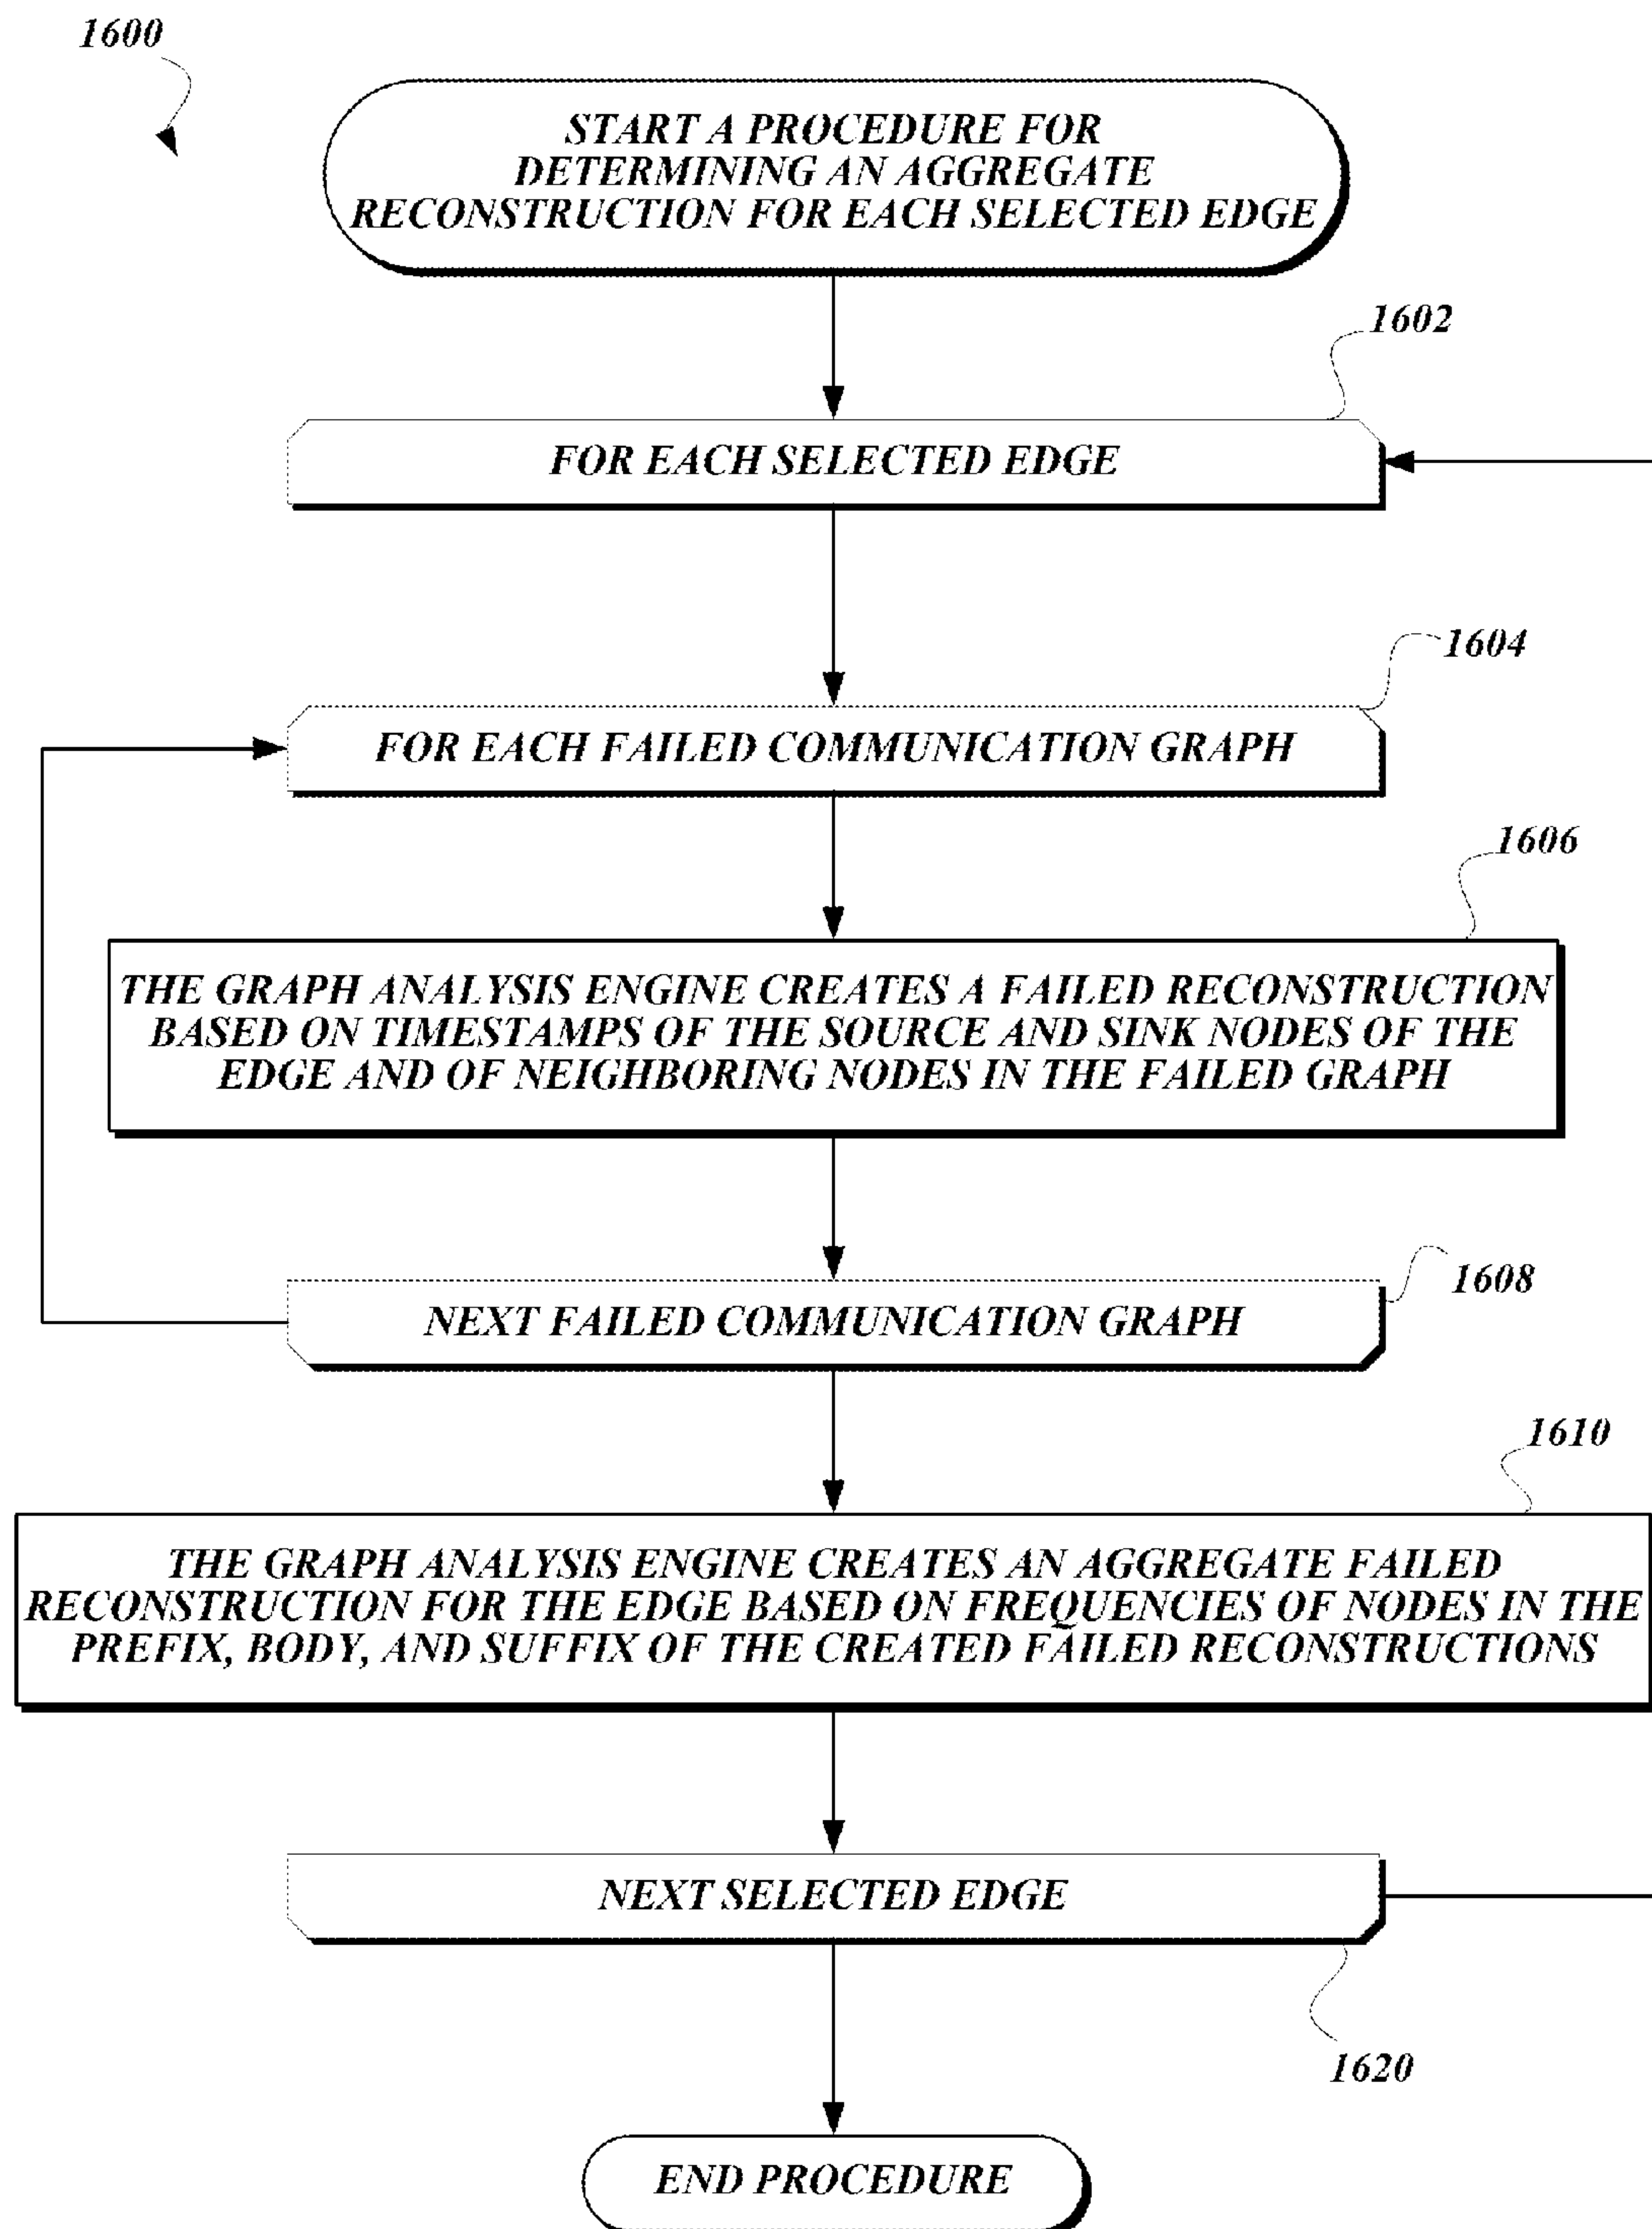 1600
START A PROCEDURE FOR
DETERMINING AN AGGREGATE
RECONSTRUCTION FOR EACH SELECTED EDGE
1602
FOR EACH SELECTED EDGE
1604
FOR EACH FAILED COMMUNICATION GRAPH
1606
THE GRAPH ANALYSIS ENGINE CREATES A FAILED RECONSTRUCTION
BASED ON TIMESTAMPS OF THE SOURCE AND SINK NODES OF THE
EDGE AND OF NEIGHBORING NODES IN THE FAILED GRAPH
1608
NEXT FAILED COMMUNICATION GRAPH
1610
THE GRAPH ANALYSIS ENGINE CREATES AN AGGREGATE FAILED
RECONSTRUCTION FOR THE EDGE BASED ON FREQUENCIES OF NODES IN THE
PREFIX, BODY, AND SUFFIX OF THE CREATED FAILED RECONSTRUCTIONS
NEXT SELECTED EDGE
1620
END PROCEDURE